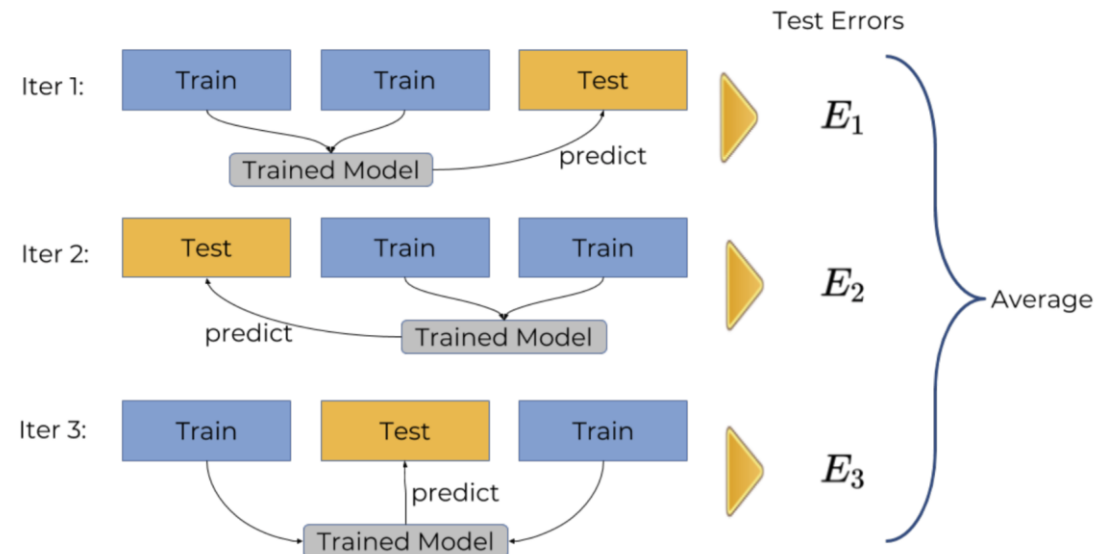 Test Errors
Iter 1:
Train
Train
Test
E1
Trained Model
predict
Iter 2:
Test
Train
Train
E2
predict
Trained Model
Average
Iter 3:
Train
Test
Train
E3
predict
Trained Model